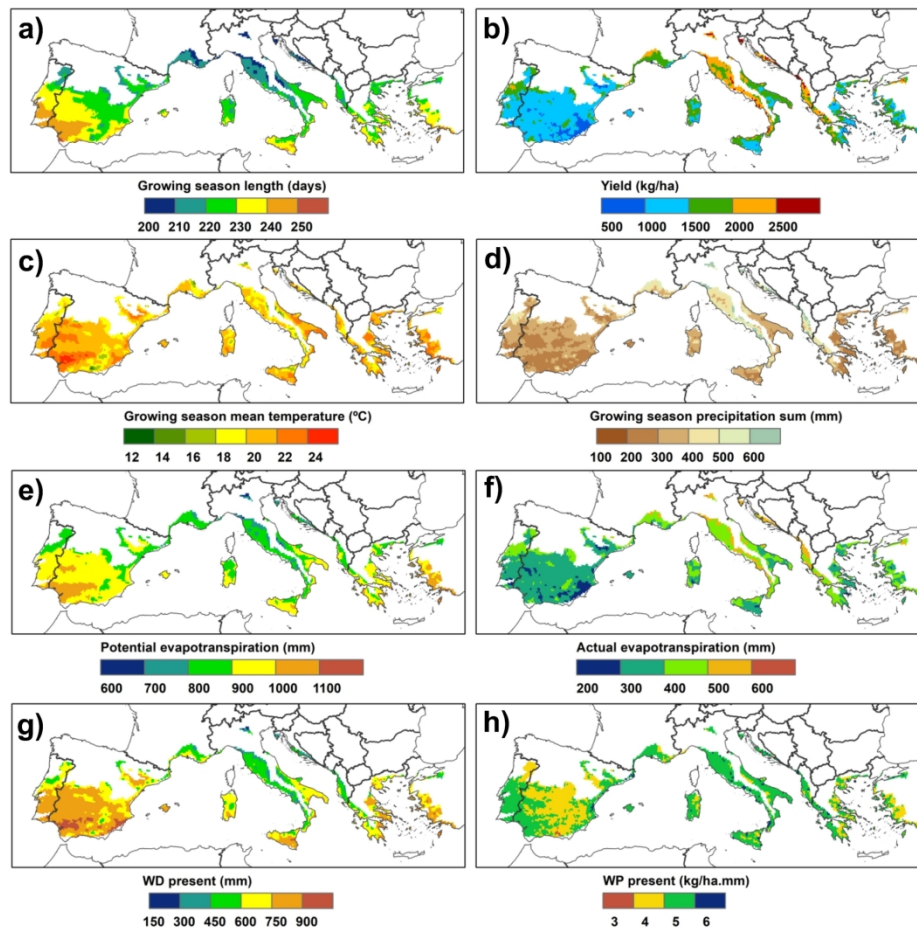 a)
b)
Growing season length (days)
200 210 220 230 240 250
Yield (kg/ha)
500 1000 1500 2000 2500
c)
d)
Growing season mean temperature (ºC)
12 14 16 18 20 22 24
Growing season precipitation sum (mm)
100 200 300 400 500 600
e)
f)
Potential evapotranspiration (mm)
600 700 800 900 1000 1100
Actual evapotranspiration (mm)
200 300 400 500 600
g)
h)
WD present (mm)
150 300 450 600 750 900
WP present (kg/ha.mm)
3 4 5 6